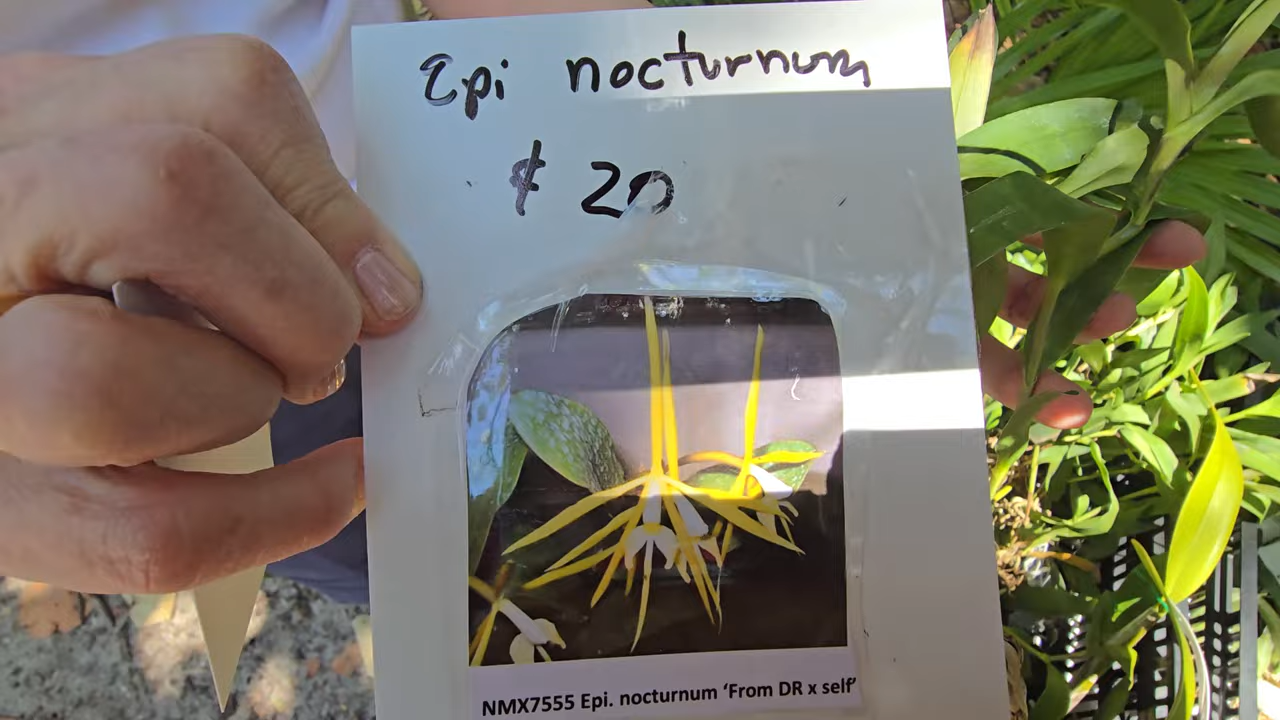 Epi nocturnum
$ 20
NMX7555 Epi. nocturnum ‘From DR x self’